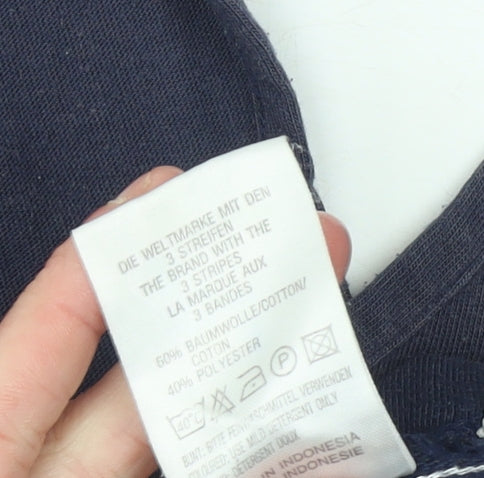 DIE WELTMARKE MIT DEN
3 STREIFEN
THE BRAND WITH THE
3 STRIPES
LA MARQUE AUX
3 BANDES
60% BAUMWOLLE/COTTON/
COTON
40% POLYESTER
40°C P
BUNT: BITTE FEINWASCHMITTEL VERWENDEN
COLOURED: USE MILD DETERGENT ONLY
DETERGENT DOUX
IN INDONESIA
INDONESIE